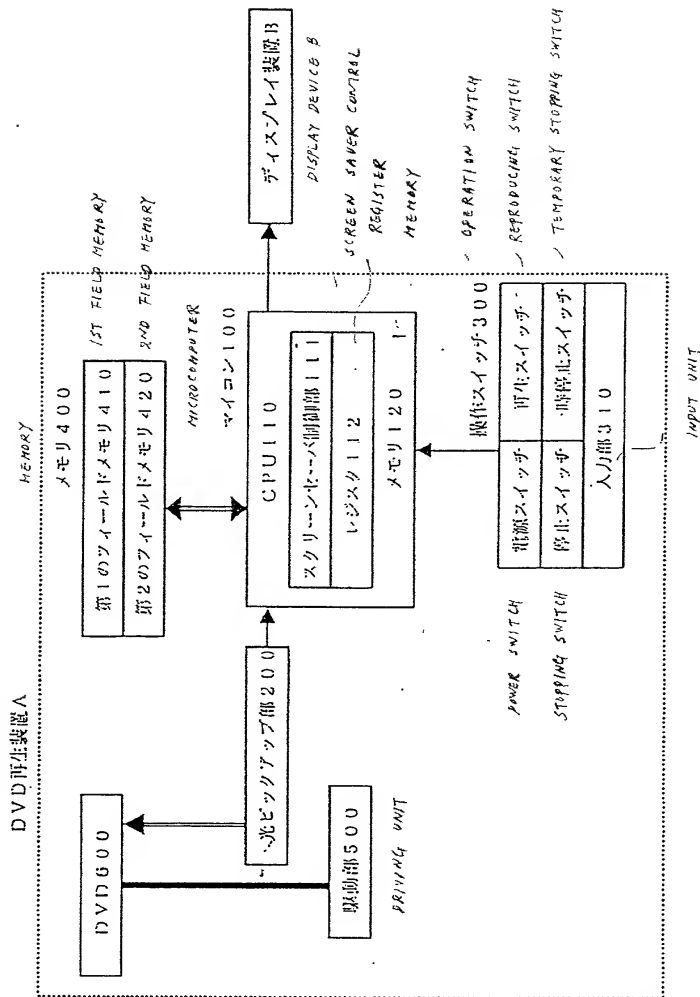 DVD再生装置A
DVD600
駆動部500
DRIVING UNIT
光ピックアップ部200
MEMORY
メモリ400
第1のフィールドメモリ410
第2のフィールドメモリ420
1ST FIELD MEMORY
2ND FIELD MEMORY
MICROCOMPUTER
マイコン100
CPU110
スクリーンセーバ制御部111
レジスタ112
メモリ120
ディスプレイ装置B
DISPLAY DEVICE B
SCREEN SAVER CONTROL
REGISTER
MEMORY
操作スイッチ300
電源スイッチ
再生スイッチ
停止スイッチ
一時停止スイッチ
入力部310
OPERATION SWITCH
REPRODUCING SWITCH
TEMPORARY STOPPING SWITCH
POWER SWITCH
STOPPING SWITCH
INPUT UNIT